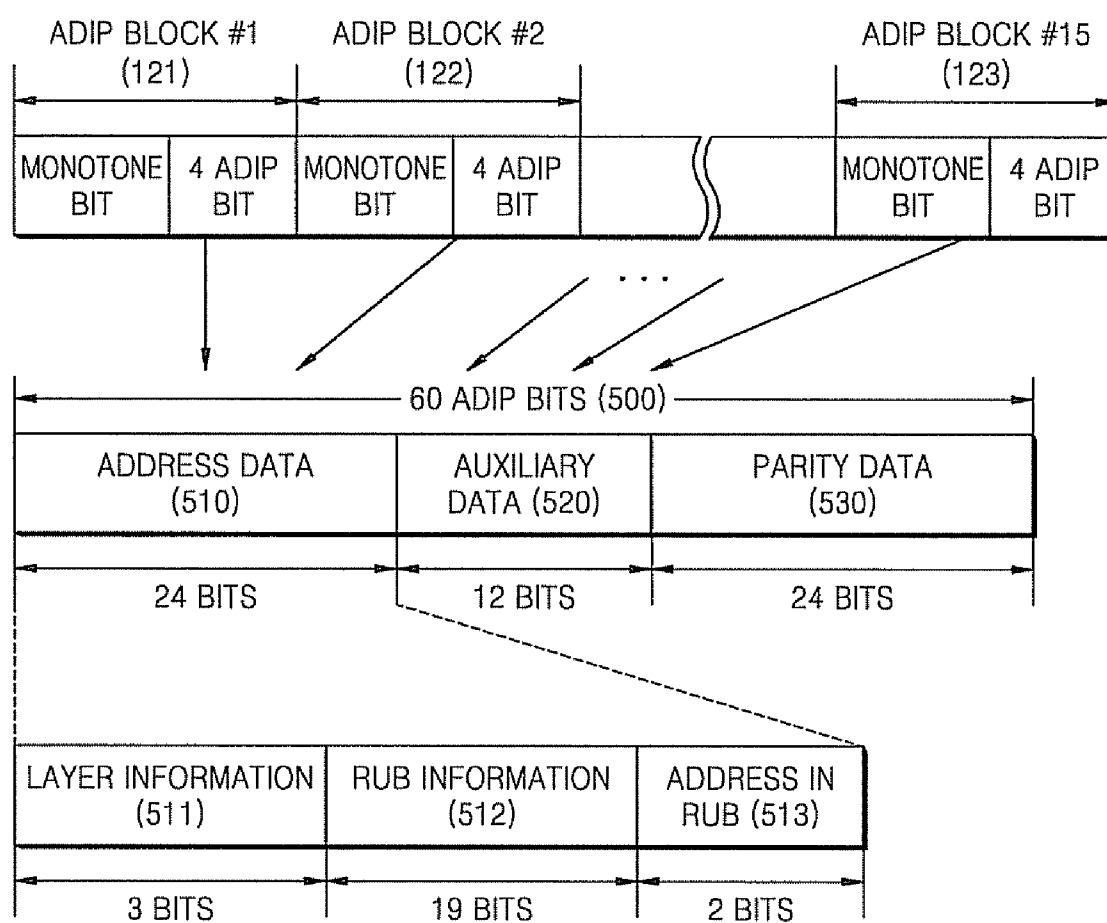 ADIP BLOCK #1
(121)
ADIP BLOCK #2
(122)
ADIP BLOCK #15
(123)
MONOTONE
BIT
4 ADIP
BIT
MONOTONE
BIT
4 ADIP
BIT
MONOTONE
BIT
4 ADIP
BIT
. . .
60 ADIP BITS (500)
ADDRESS DATA
(510)
AUXILIARY
DATA (520)
PARITY DATA
(530)
24 BITS
12 BITS
24 BITS
LAYER INFORMATION
(511)
RUB INFORMATION
(512)
ADDRESS IN
RUB (513)
3 BITS
19 BITS
2 BITS